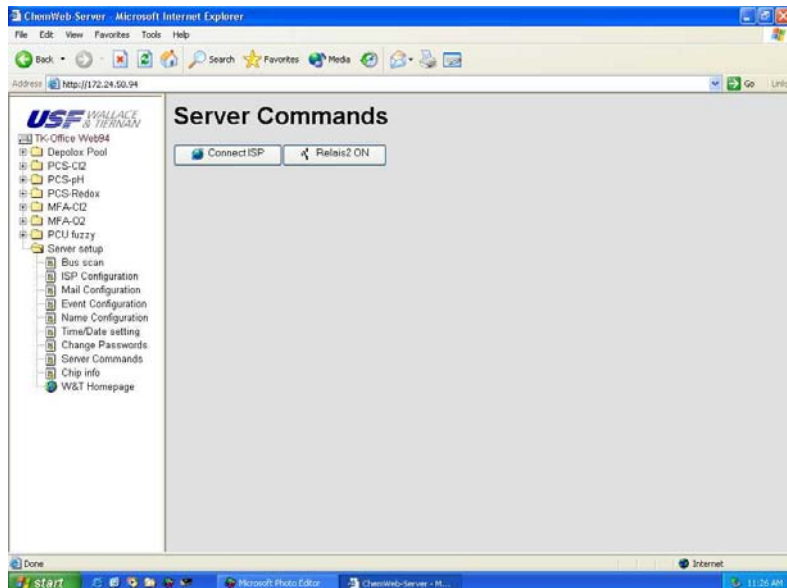 ChemWeb-Server - Microsoft Internet Explorer
File Edit View Favorites Tools Help
Back Search Favorites Media
Address http://172.24.50.94 Go Links
USF WALLACE & TIERNAN
TK-Office Web94
Depolox Pool
PCS-Cl2
PCS-pH
PCS-Redox
MFA-Cl2
MFA-O2
PCU fuzzy
Server setup
Bus scan
ISP Configuration
Mail Configuration
Event Configuration
Name Configuration
Time/Date setting
Change Passwords
Server Commands
Chip info
W&T Homepage
Server Commands
Connect ISP Relais2 ON
Done Internet
start Microsoft Photo Editor ChemWeb-Server - M... 11:26 AM